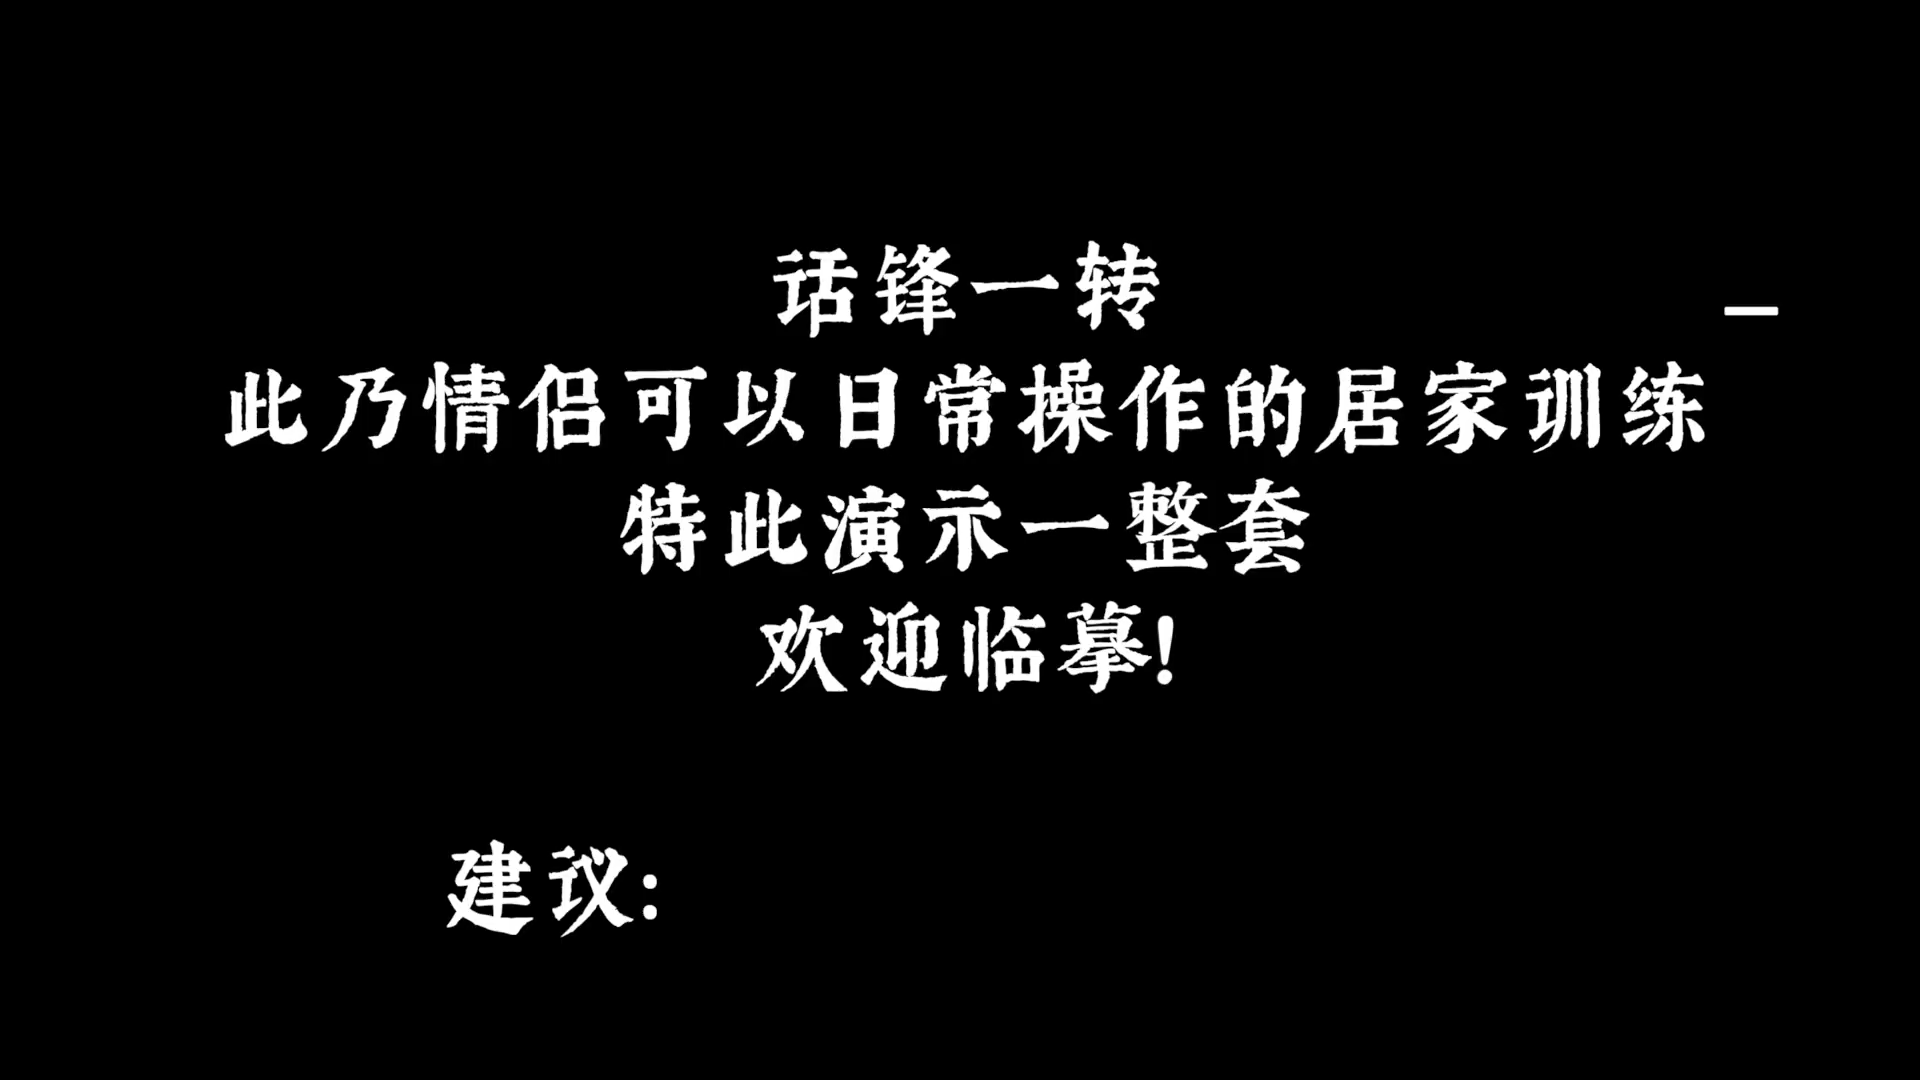 话锋一转
此乃情侣可以日常操作的居家训练
特此演示一整套
欢迎临摹!
建议: